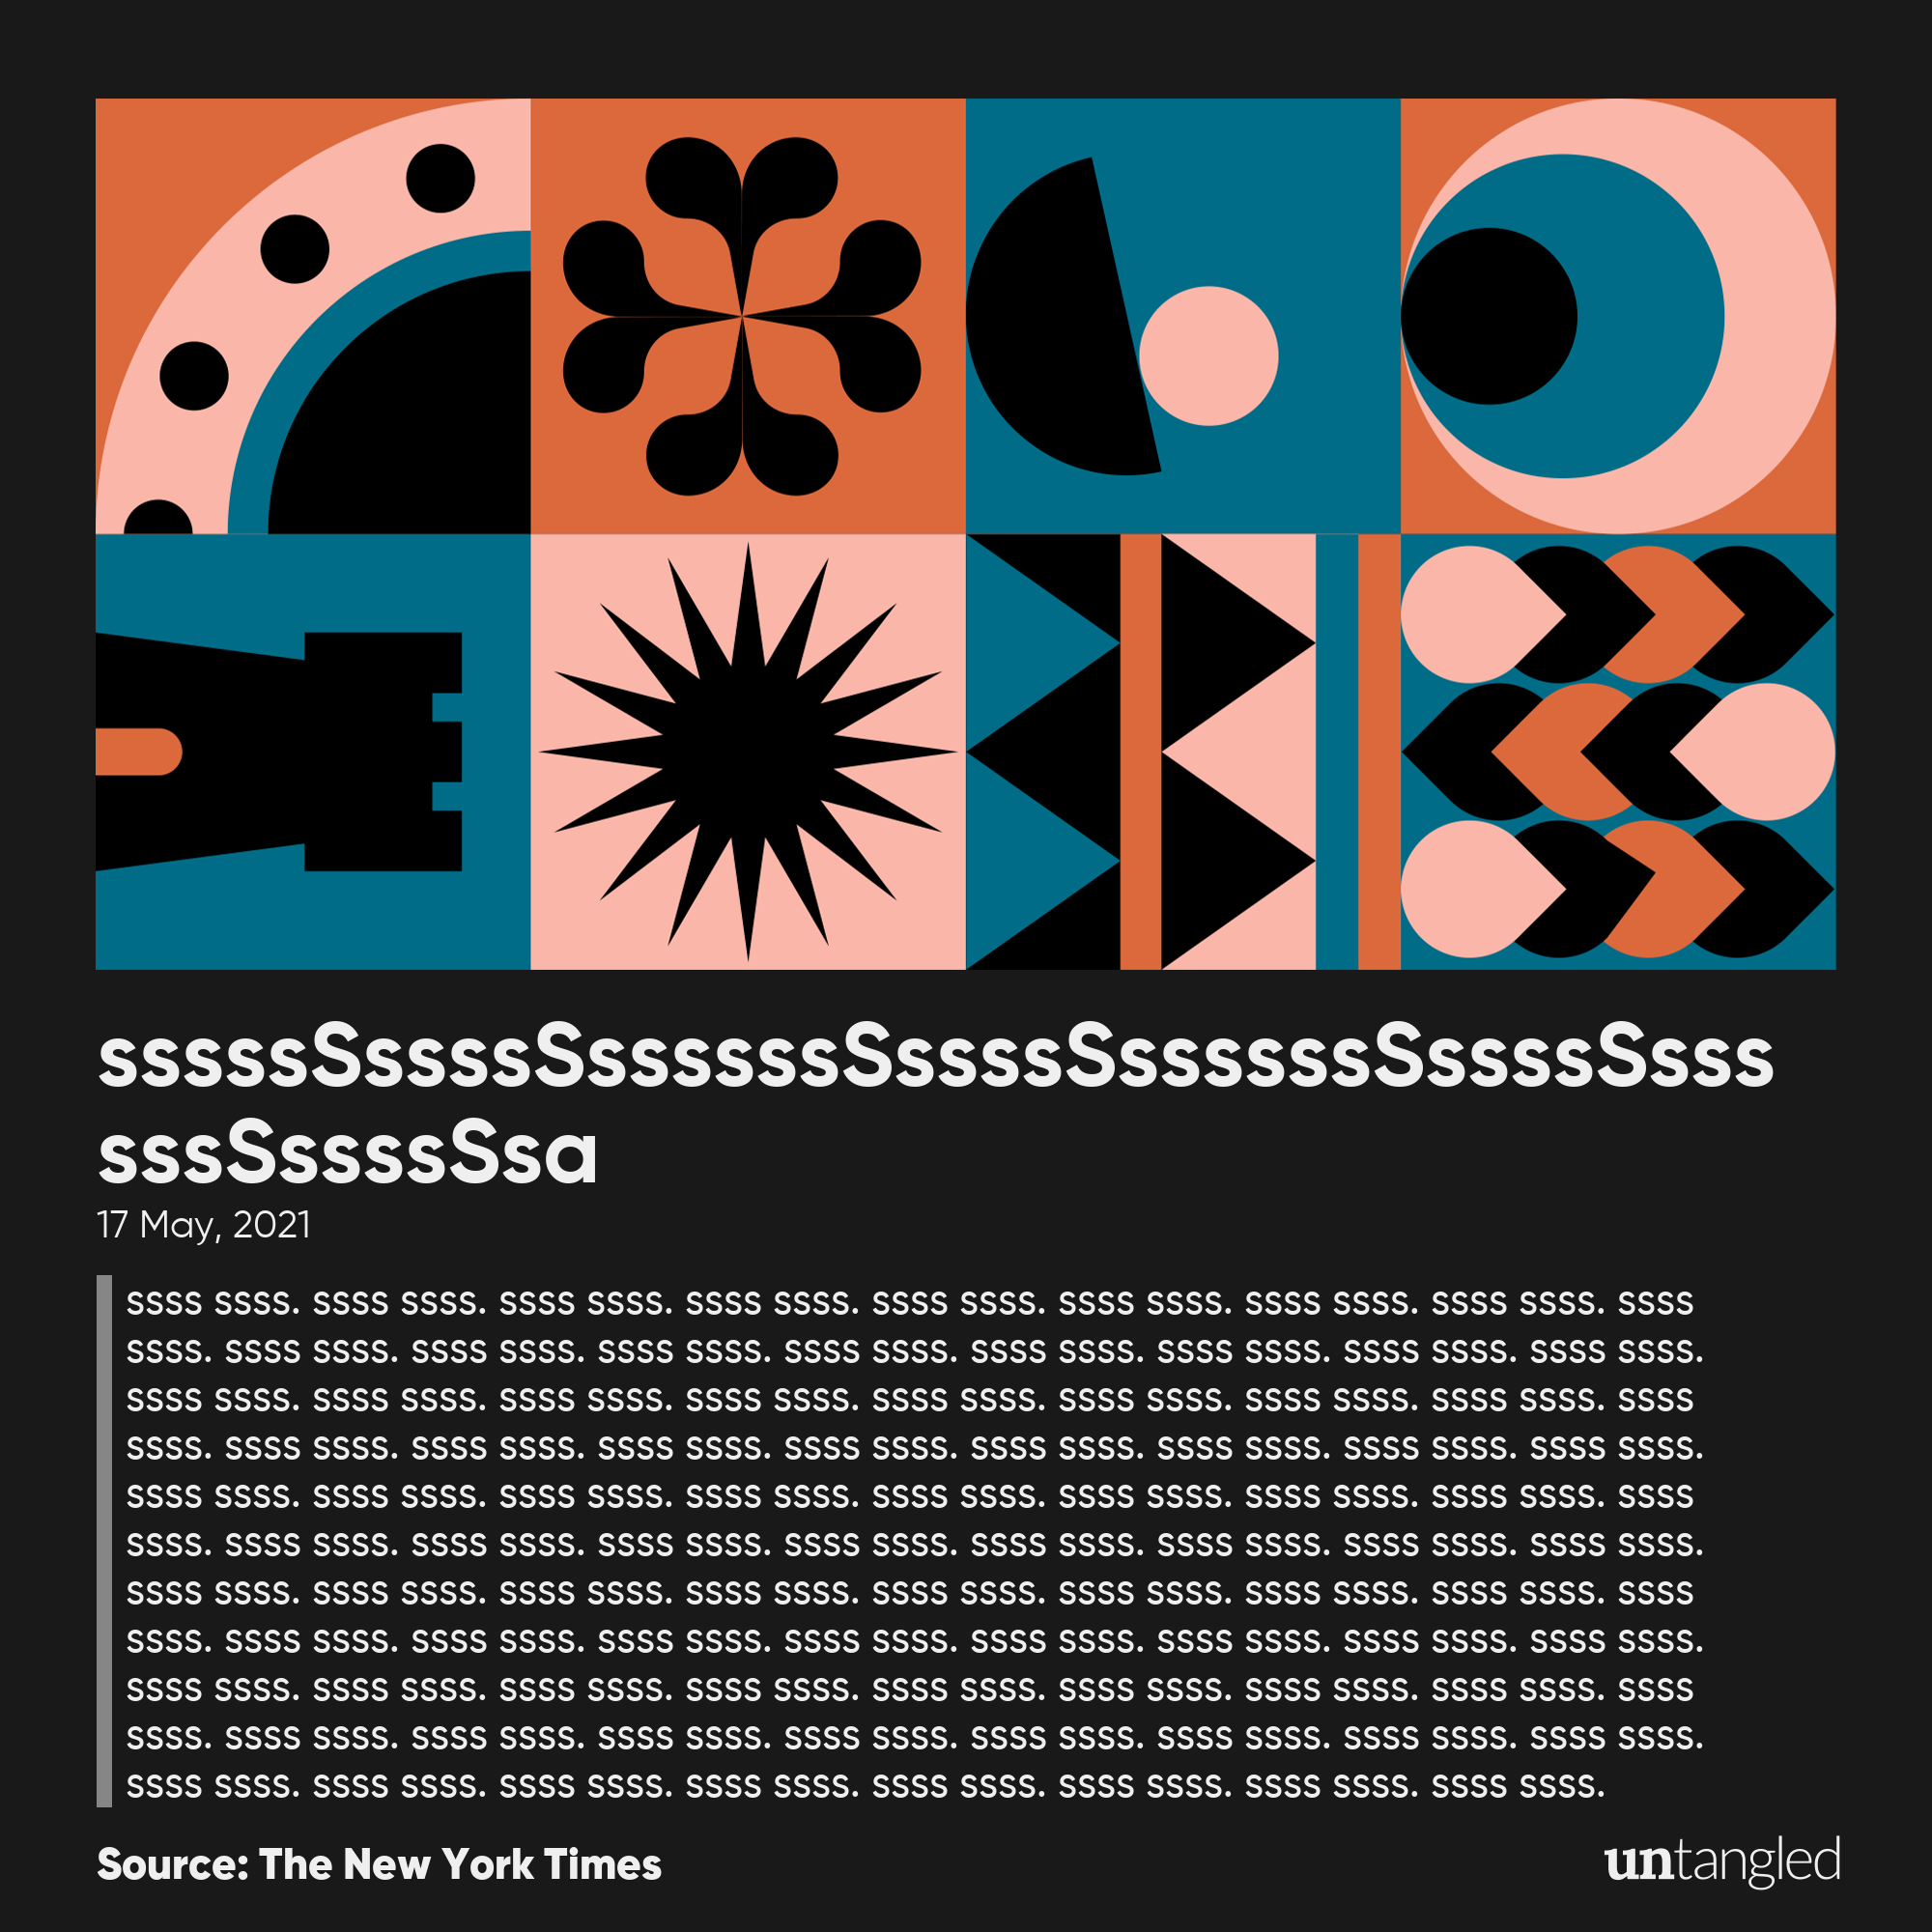 sssssSssssSssssssSssssSssssssSssssSsss
sssSssssSsa
17 May, 2021
ssss ssss. ssss ssss. ssss ssss. ssss ssss. ssss ssss. ssss ssss. ssss ssss. ssss ssss. ssss
ssss. ssss ssss. ssss ssss. ssss ssss. ssss ssss. ssss ssss. ssss ssss. ssss ssss. ssss ssss.
ssss ssss. ssss ssss. ssss ssss. ssss ssss. ssss ssss. ssss ssss. ssss ssss. ssss ssss. ssss
ssss. ssss ssss. ssss ssss. ssss ssss. ssss ssss. ssss ssss. ssss ssss. ssss ssss. ssss ssss.
ssss ssss. ssss ssss. ssss ssss. ssss ssss. ssss ssss. ssss ssss. ssss ssss. ssss ssss. ssss
ssss. ssss ssss. ssss ssss. ssss ssss. ssss ssss. ssss ssss. ssss ssss. ssss ssss. ssss ssss.
ssss ssss. ssss ssss. ssss ssss. ssss ssss. ssss ssss. ssss ssss. ssss ssss. ssss ssss. ssss
ssss. ssss ssss. ssss ssss. ssss ssss. ssss ssss. ssss ssss. ssss ssss. ssss ssss. ssss ssss.
ssss ssss. ssss ssss. ssss ssss. ssss ssss. ssss ssss. ssss ssss. ssss ssss. ssss ssss. ssss
ssss. ssss ssss. ssss ssss. ssss ssss. ssss ssss. ssss ssss. ssss ssss. ssss ssss. ssss ssss.
ssss ssss. ssss ssss. ssss ssss. ssss ssss. ssss ssss. ssss ssss. ssss ssss. ssss ssss.
Source: The New York Times
untangled